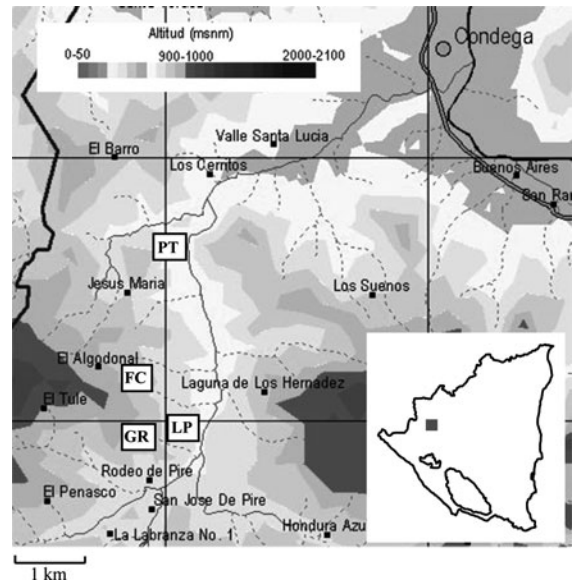 Altitud (msnm)
0-50 900-1000 2000-2100
Condega
Valle Santa Lucia
El Barro
Los Cerritos
Buenos Aires
San Ra
PT
Jesus Maria
Los Suenos
El Algodonal
FC
Laguna de Los Hernadez
El Tule
LP
GR
Rodeo de Pire
El Penasco
San Jose De Pire
La Labranza No. 1
Hondura Azu
1 km